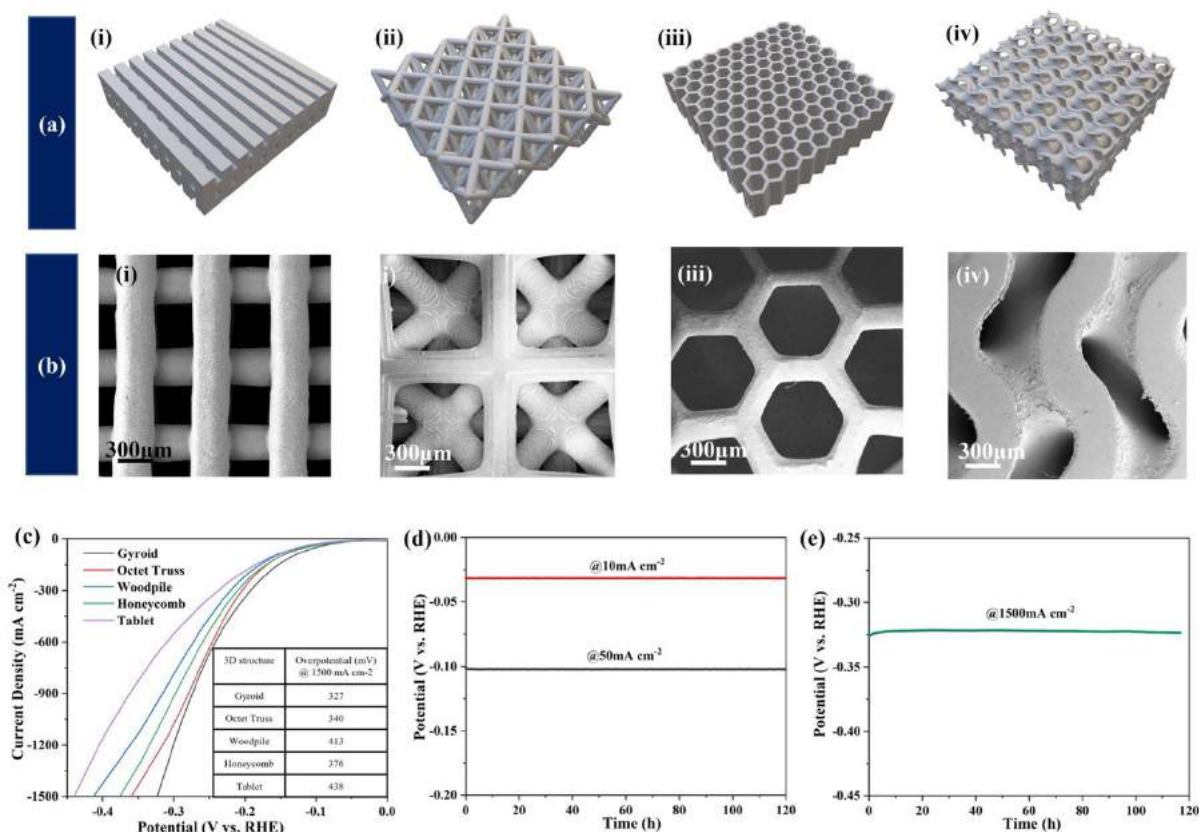 (a)
(i)
(ii)
(iii)
(iv)
(b)
(i)
i)
(iii)
(iv)
300μm
300μm
300μm
300μm
(c)
Current Density (mA cm-2)
0
-300
-600
-900
-1200
-1500
Gyroid
Octet Truss
Woodpile
Honeycomb
Tablet
3D structure
Overpotential (mV)
@ 1500 mA cm-2
Gyroid 327
Octet Truss 340
Woodpile 413
Honeycomb 376
Tablet 438
-0.4 -0.3 -0.2 -0.1 0.0
Potential (V vs. RHE)
(d)
Potential (V vs. RHE)
0.00
-0.05
-0.10
-0.15
-0.20
@10mA cm-2
@50mA cm-2
0 20 40 60 80 100 120
Time (h)
(e)
Potential (V vs. RHE)
-0.25
-0.30
-0.35
-0.40
-0.45
@1500mA cm-2
0 20 40 60 80 100 120
Time (h)